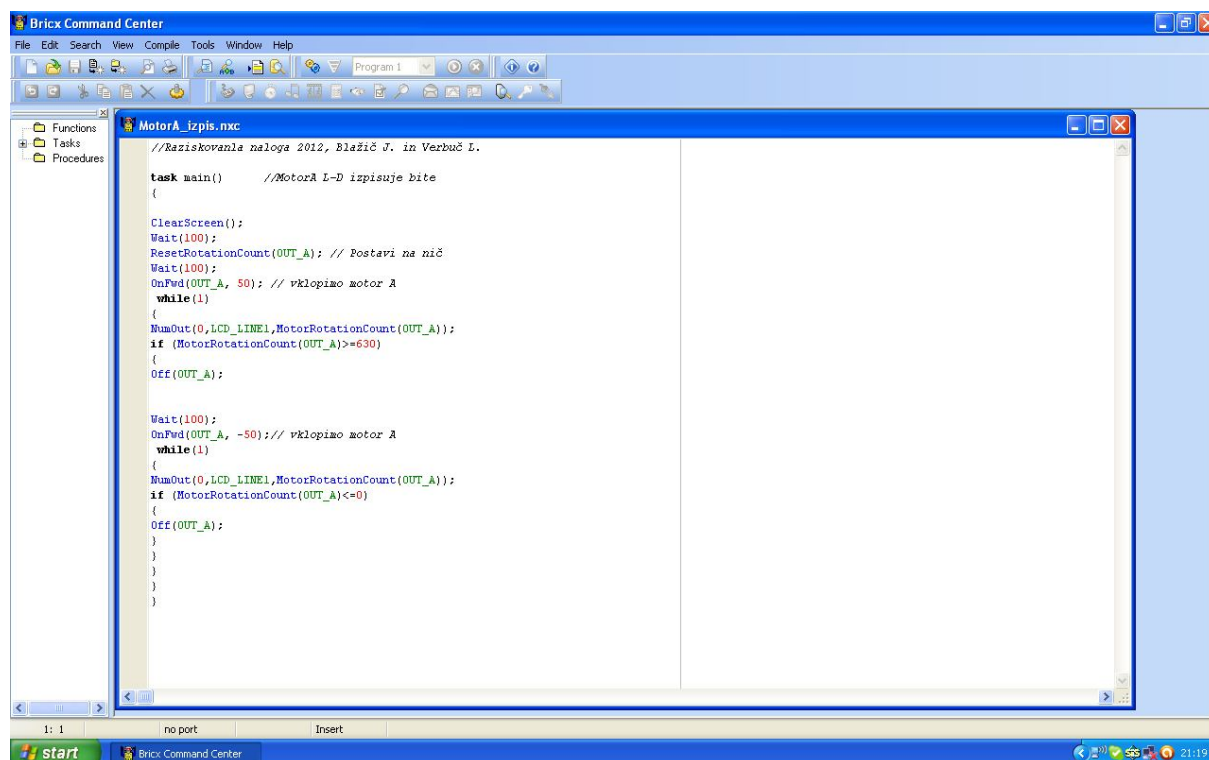 Bricx Command Center
File Edit Search View Compile Tools Window Help
Program 1
Functions
Tasks
Procedures
MotorA_izpis.nxc
//Raziskovanla naloga 2012, Blažič J. in Verbuč L.
task main() //MotorA L-D izpisuje bite
{
ClearScreen();
Wait(100);
ResetRotationCount(OUT_A); // Postavi na nič
Wait(100);
OnFwd(OUT_A, 50); // vklopimo motor A
while(1)
{
NumOut(0,LCD_LINE1,MotorRotationCount(OUT_A));
if (MotorRotationCount(OUT_A)>=630)
{
Off(OUT_A);
Wait(100);
OnFwd(OUT_A, -50);// vklopimo motor A
while(1)
{
NumOut(0,LCD_LINE1,MotorRotationCount(OUT_A));
if (MotorRotationCount(OUT_A)<=0)
{
Off(OUT_A);
}
}
}
}
}
1: 1 no port Insert
start Bricx Command Center 21:19